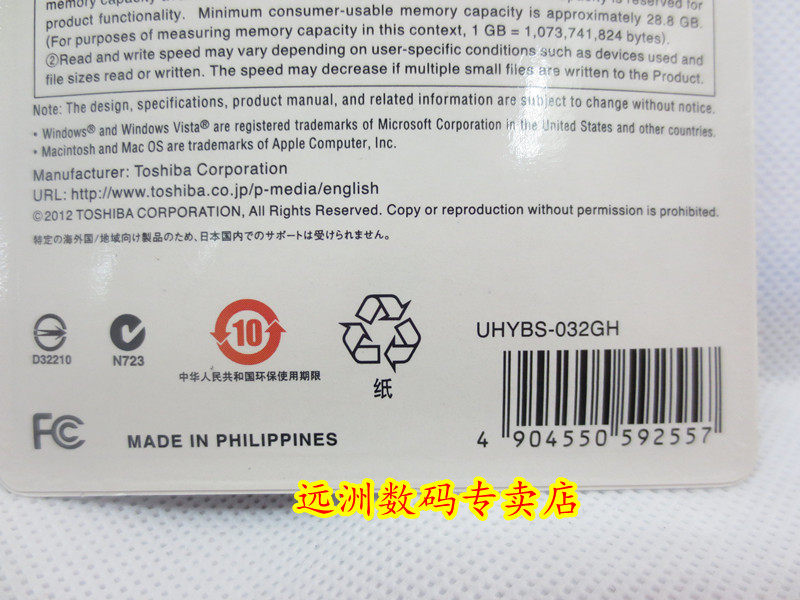 memory capacity
capacity is reserved for
product functionality. Minimum consumer-usable memory capacity is approximately 28.8 GB.
(For purposes of measuring memory capacity in this context, 1 GB = 1,073,741,824 bytes).
②Read and write speed may vary depending on user-specific conditions such as devices used and
file sizes read or written. The speed may decrease if multiple small files are written to the Product.
Note: The design, specifications, product manual, and related information are subject to change without notice.
• Windows® and Windows Vista® are registered trademarks of Microsoft Corporation in the United States and other countries.
• Macintosh and Mac OS are trademarks of Apple Computer, Inc.
Manufacturer: Toshiba Corporation
URL: http://www.toshiba.co.jp/p-media/english
©2012 TOSHIBA CORPORATION, All Rights Reserved. Copy or reproduction without permission is prohibited.
特定の海外国/地域向け製品のため、日本国内でのサポートは受けられません。
D32210
N723
10
中华人民共和国环保使用期限
纸
UHYBS-032GH
4 904550 592557
FC
MADE IN PHILIPPINES
远洲数码专卖店